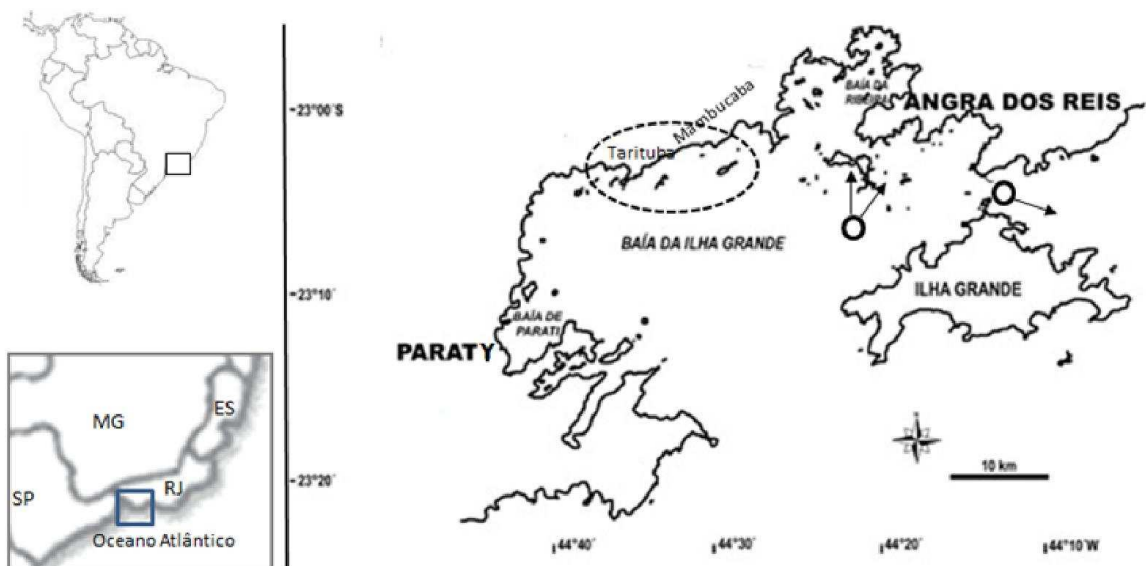 MG
ES
SP
RJ
Oceano Atlântico
23°00´S
23°10´
23°20´
Tarituba
Mambucaba
BAÍA DA
RIBEIRA
ANGRA DOS REIS
BAÍA DA ILHA GRANDE
ILHA GRANDE
BAÍA DE
PARATI
PARATY
10 km
44°40´
44°30´
44°20´
44°10´W